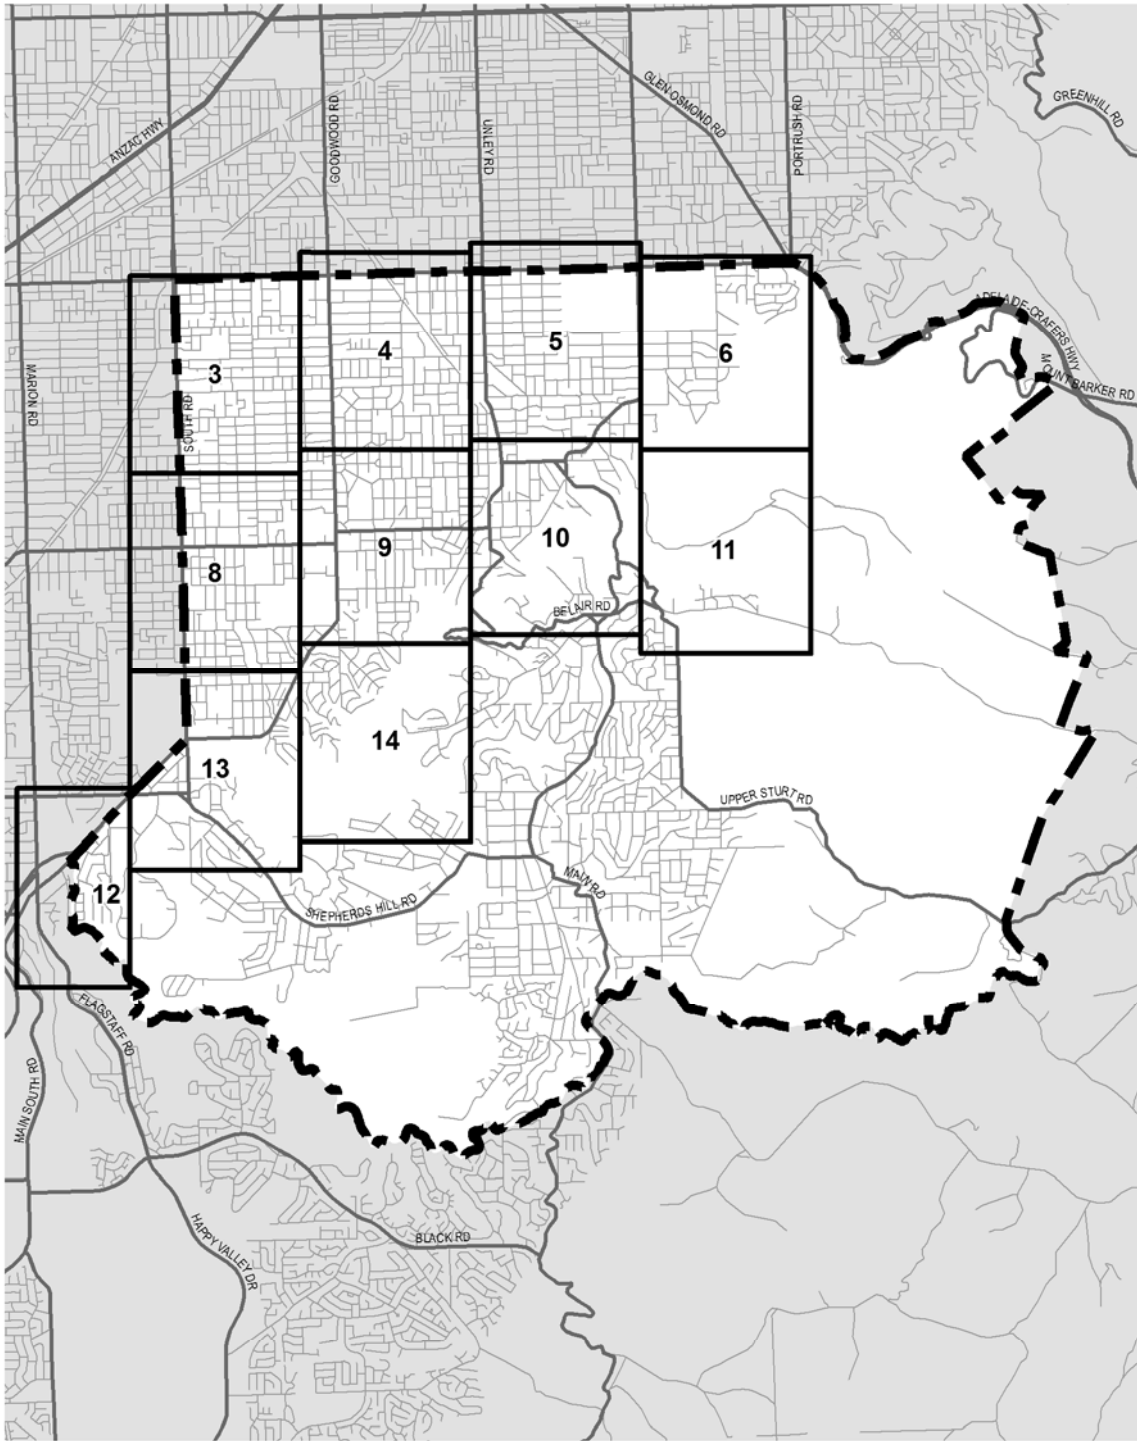 ANZAC HWY
GOODWOOD RD
UNLEY RD
GLEN OSMOND RD
PORTRUSH RD
GREENHILL RD
ADELAIDE-CRAFERS HWY
MOUNT BARKER RD
MARION RD
SOUTH RD
3
4
5
6
8
9
10
11
BELAIR RD
14
13
12
UPPER STURT RD
MAIN RD
SHEPHERDS HILL RD
FLAGSTAFF RD
MAIN SOUTH RD
HAPPY VALLEY DR
BLACK RD